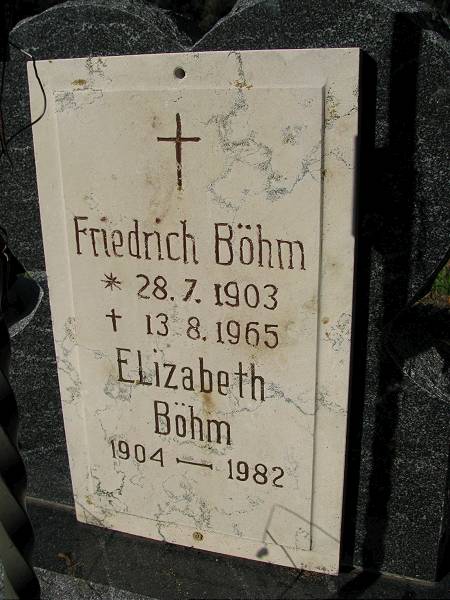 Friedrich Böhm
* 28.7.1903
† 13.8.1965
Elizabeth
Böhm
1904 – 1982